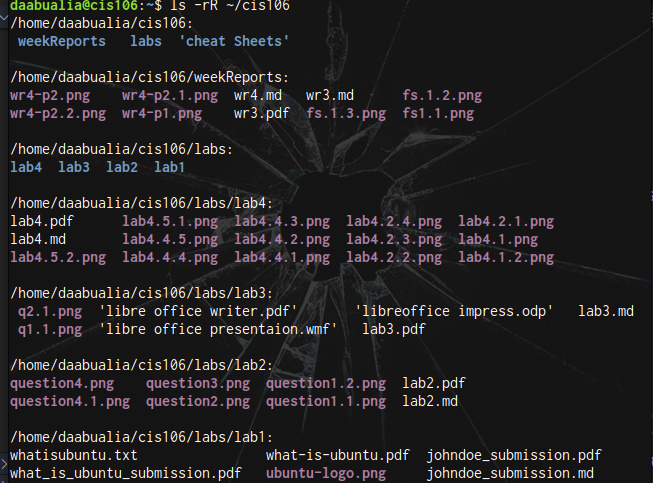 daabualia@cis106:~$ ls -rR ~/cis106
/home/daabualia/cis106:
weekReports labs 'cheat Sheets'
/home/daabualia/cis106/weekReports:
wr4-p2.png wr4-p2.1.png wr4.md wr3.md fs.1.2.png
wr4-p2.2.png wr4-p1.png wr3.pdf fs.1.3.png fs1.1.png
/home/daabualia/cis106/labs:
lab4 lab3 lab2 lab1
/home/daabualia/cis106/labs/lab4:
lab4.pdf lab4.5.1.png lab4.4.3.png lab4.2.4.png lab4.2.1.png
lab4.md lab4.4.5.png lab4.4.2.png lab4.2.3.png lab4.1.png
lab4.5.2.png lab4.4.4.png lab4.4.1.png lab4.2.2.png lab4.1.2.png
/home/daabualia/cis106/labs/lab3:
q2.1.png 'libre office writer.pdf' 'libreoffice impress.odp' lab3.md
q1.1.png 'libre office presentaion.wmf' lab3.pdf
/home/daabualia/cis106/labs/lab2:
question4.png question3.png question1.2.png lab2.pdf
question4.1.png question2.png question1.1.png lab2.md
/home/daabualia/cis106/labs/lab1:
whatisubuntu.txt what-is-ubuntu.pdf johndoe_submission.pdf
what_is_ubuntu_submission.pdf ubuntu-logo.png johndoe_submission.md